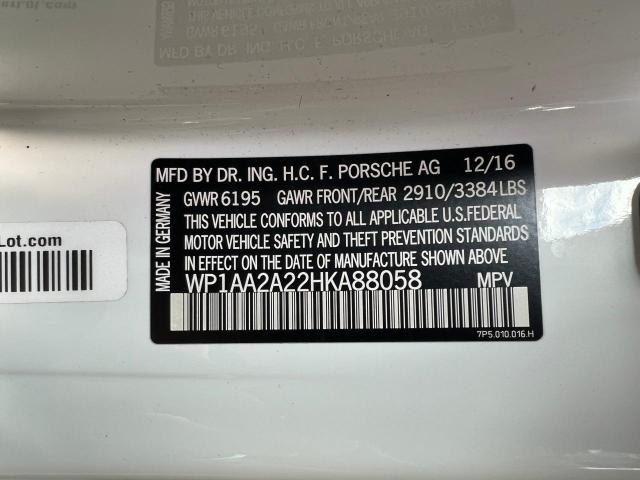 MFD BY DR. ING. H.C. F. PORSCHE AG 12/16
GVWR 6195 GAWR FRONT/REAR 2910/3384LBS
THIS VEHICLE CONFORMS TO ALL APPLICABLE U.S.FEDERAL
MOTOR VEHICLE SAFETY AND THEFT PREVENTION STANDARDS
IN EFFECT ON THE DATE OF MANUFACTURE SHOWN ABOVE
WP1AA2A22HKA88058 MPV
7P5.010.016.H
MADE IN GERMANY
Lot.com